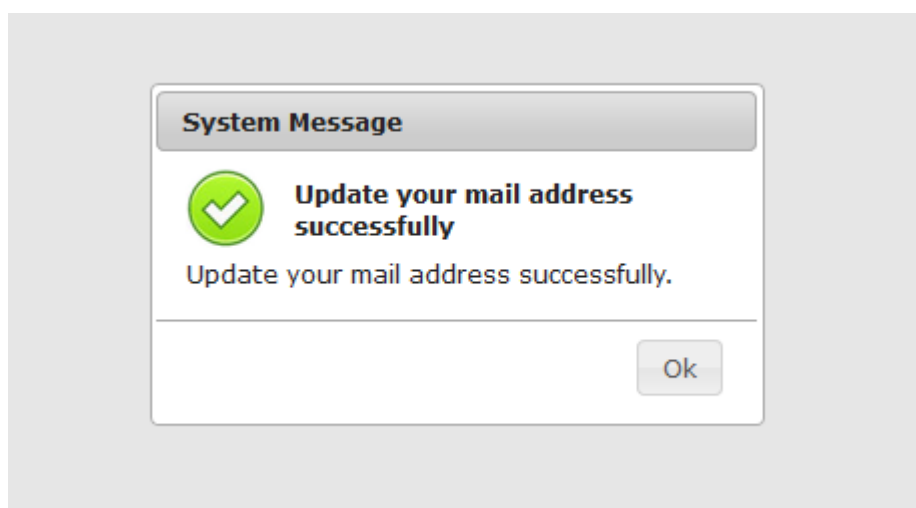 System Message
Update your mail address
successfully
Update your mail address successfully.
Ok